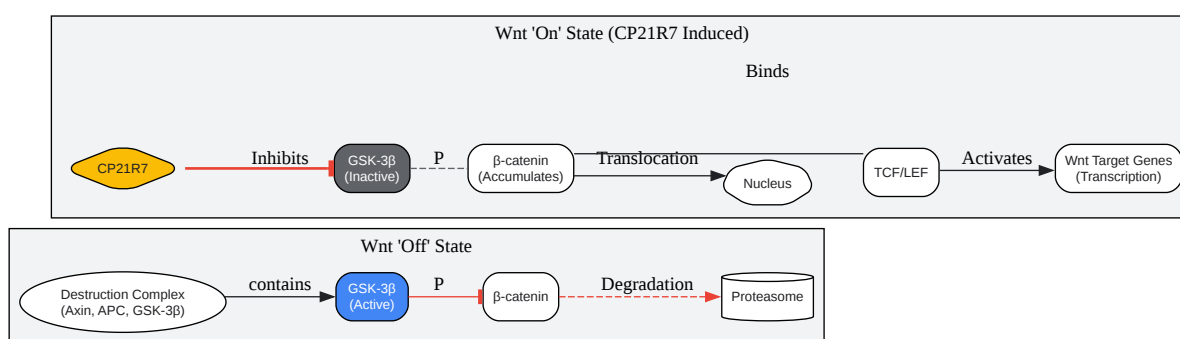 Wnt 'On' State (CP21R7 Induced)
Binds
CP21R7
Inhibits
GSK-3β
(Inactive)
P
β-catenin
(Accumulates)
Translocation
Nucleus
TCF/LEF
Activates
Wnt Target Genes
(Transcription)
Wnt 'Off' State
Destruction Complex
(Axin, APC, GSK-3β)
contains
GSK-3β
(Active)
P
β-catenin
Degradation
Proteasome